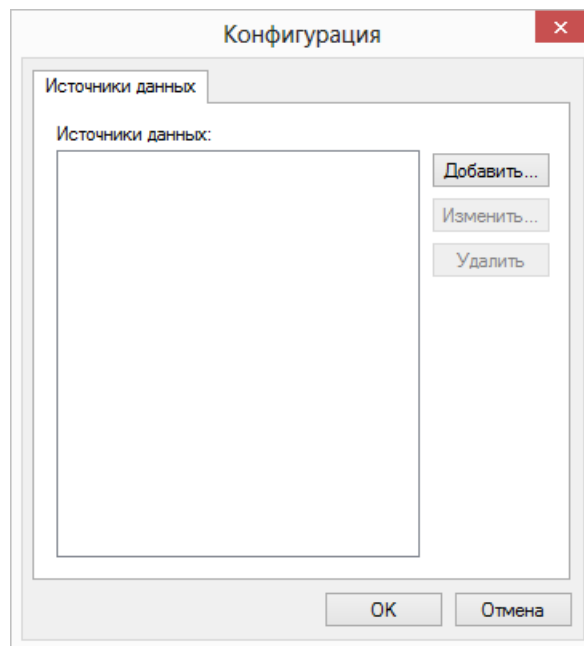 Конфигурация
Источники данных
Источники данных:
Добавить...
Изменить...
Удалить
OK
Отмена